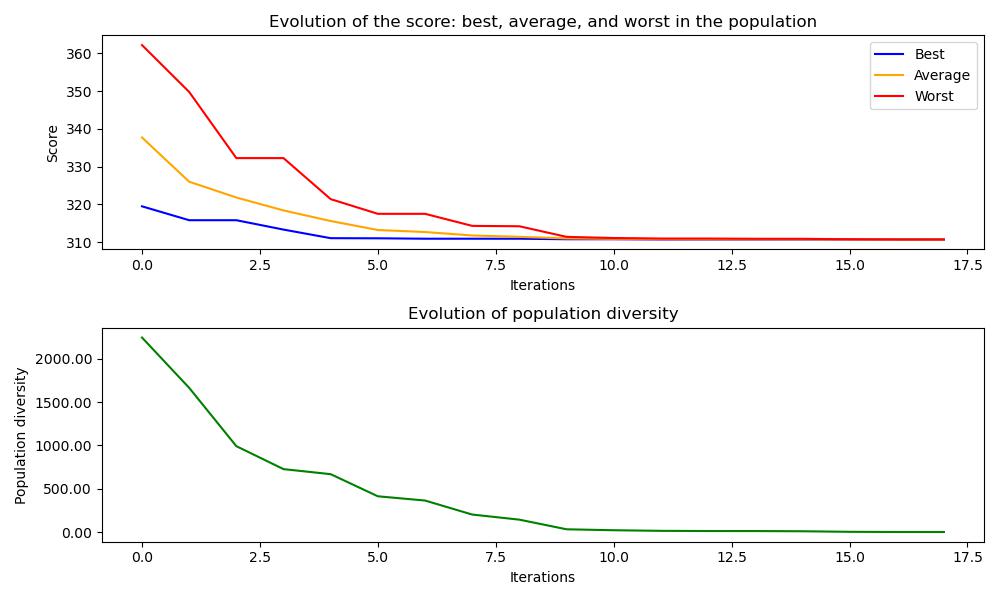 Evolution of the score: best, average, and worst in the population
360
350
340
330
320
310
Score
Best
Average
Worst
0.0 2.5 5.0 7.5 10.0 12.5 15.0 17.5
Iterations
Evolution of population diversity
2000.00
1500.00
1000.00
500.00
0.00
Population diversity
0.0 2.5 5.0 7.5 10.0 12.5 15.0 17.5
Iterations